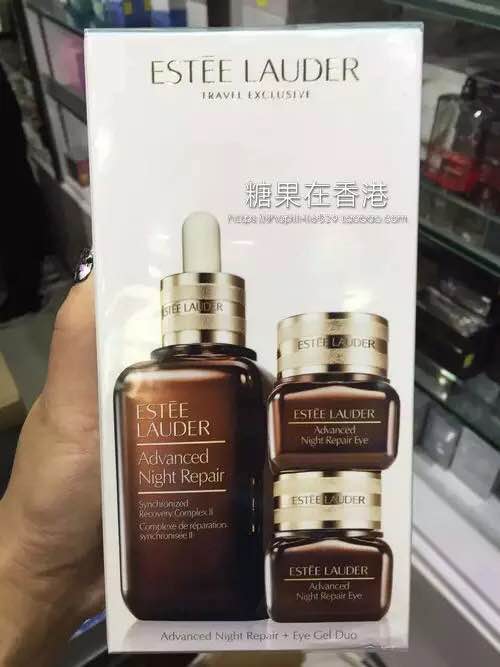 ESTĒE LAUDER
TRAVEL EXCLUSIVE
糖果在香港
ESTĒE LAUDER
ESTĒE
LAUDER
Advanced
Night Repair
Synchronized
Recovery Complex II
Complexe de réparation
synchronisée II
ESTĒE LAUDER
ESTĒE LAUDER
Advanced
Night Repair Eye
ESTĒE LAUDER
ESTĒE LAUDER
Advanced
Night Repair Eye
Advanced Night Repair + Eye Gel Duo